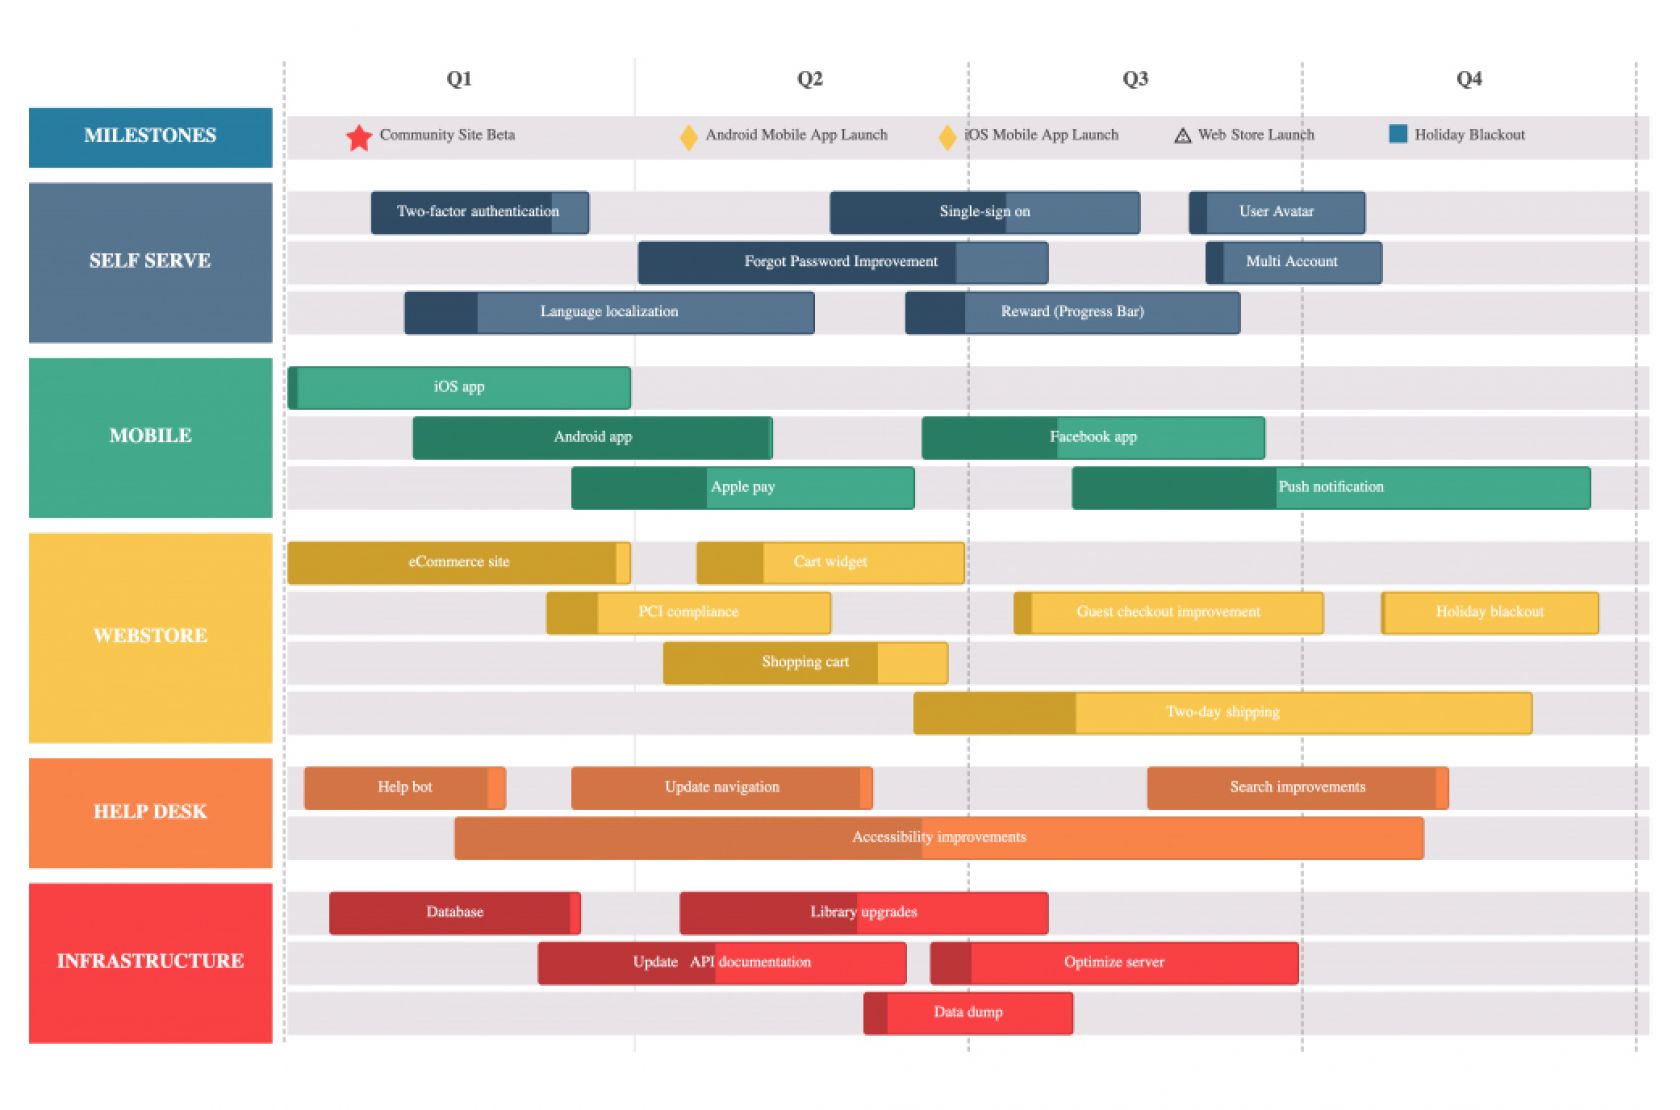 Q1 Q2 Q3 Q4
MILESTONES
Community Site Beta Android Mobile App Launch iOS Mobile App Launch Web Store Launch Holiday Blackout
SELF SERVE
Two-factor authentication Single-sign on User Avatar
Forgot Password Improvement Multi Account
Language localization Reward (Progress Bar)
MOBILE
iOS app
Android app Facebook app
Apple pay Push notification
WEBSTORE
eCommerce site Cart widget
PCI compliance Guest checkout improvement Holiday blackout
Shopping cart
Two-day shipping
HELP DESK
Help bot Update navigation Search improvements
Accessibility improvements
INFRASTRUCTURE
Database Library upgrades
Update API documentation Optimize server
Data dump